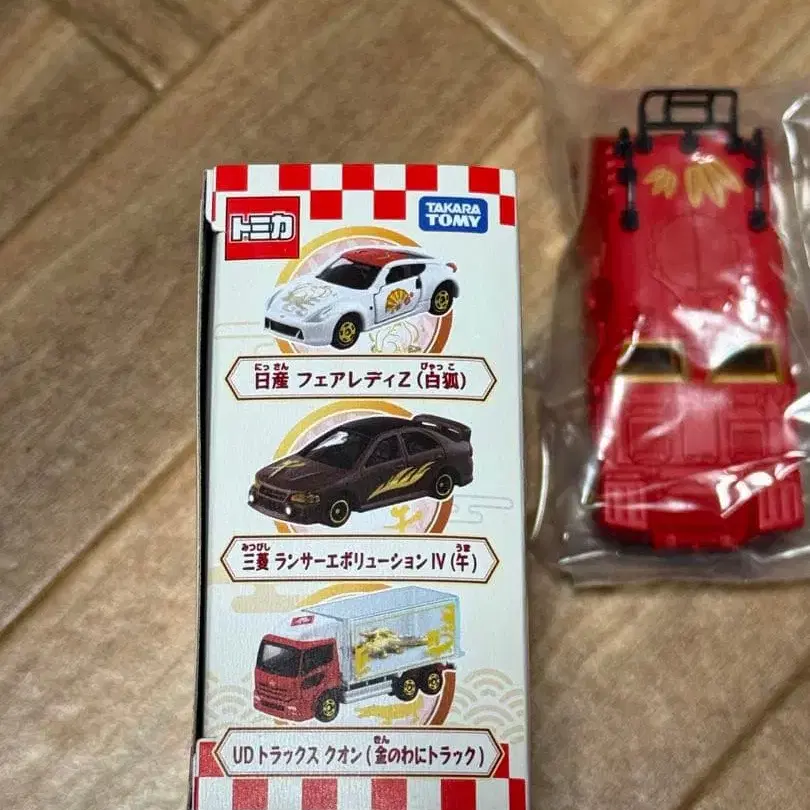 トミカ
TAKARA
TOMY
にっさん びゃっこ
日産 フェアレディZ(白狐)
みつびし うま
三菱 ランサーエボリューションIV(午)
きん
UDトラックス クオン(金のわにトラック)